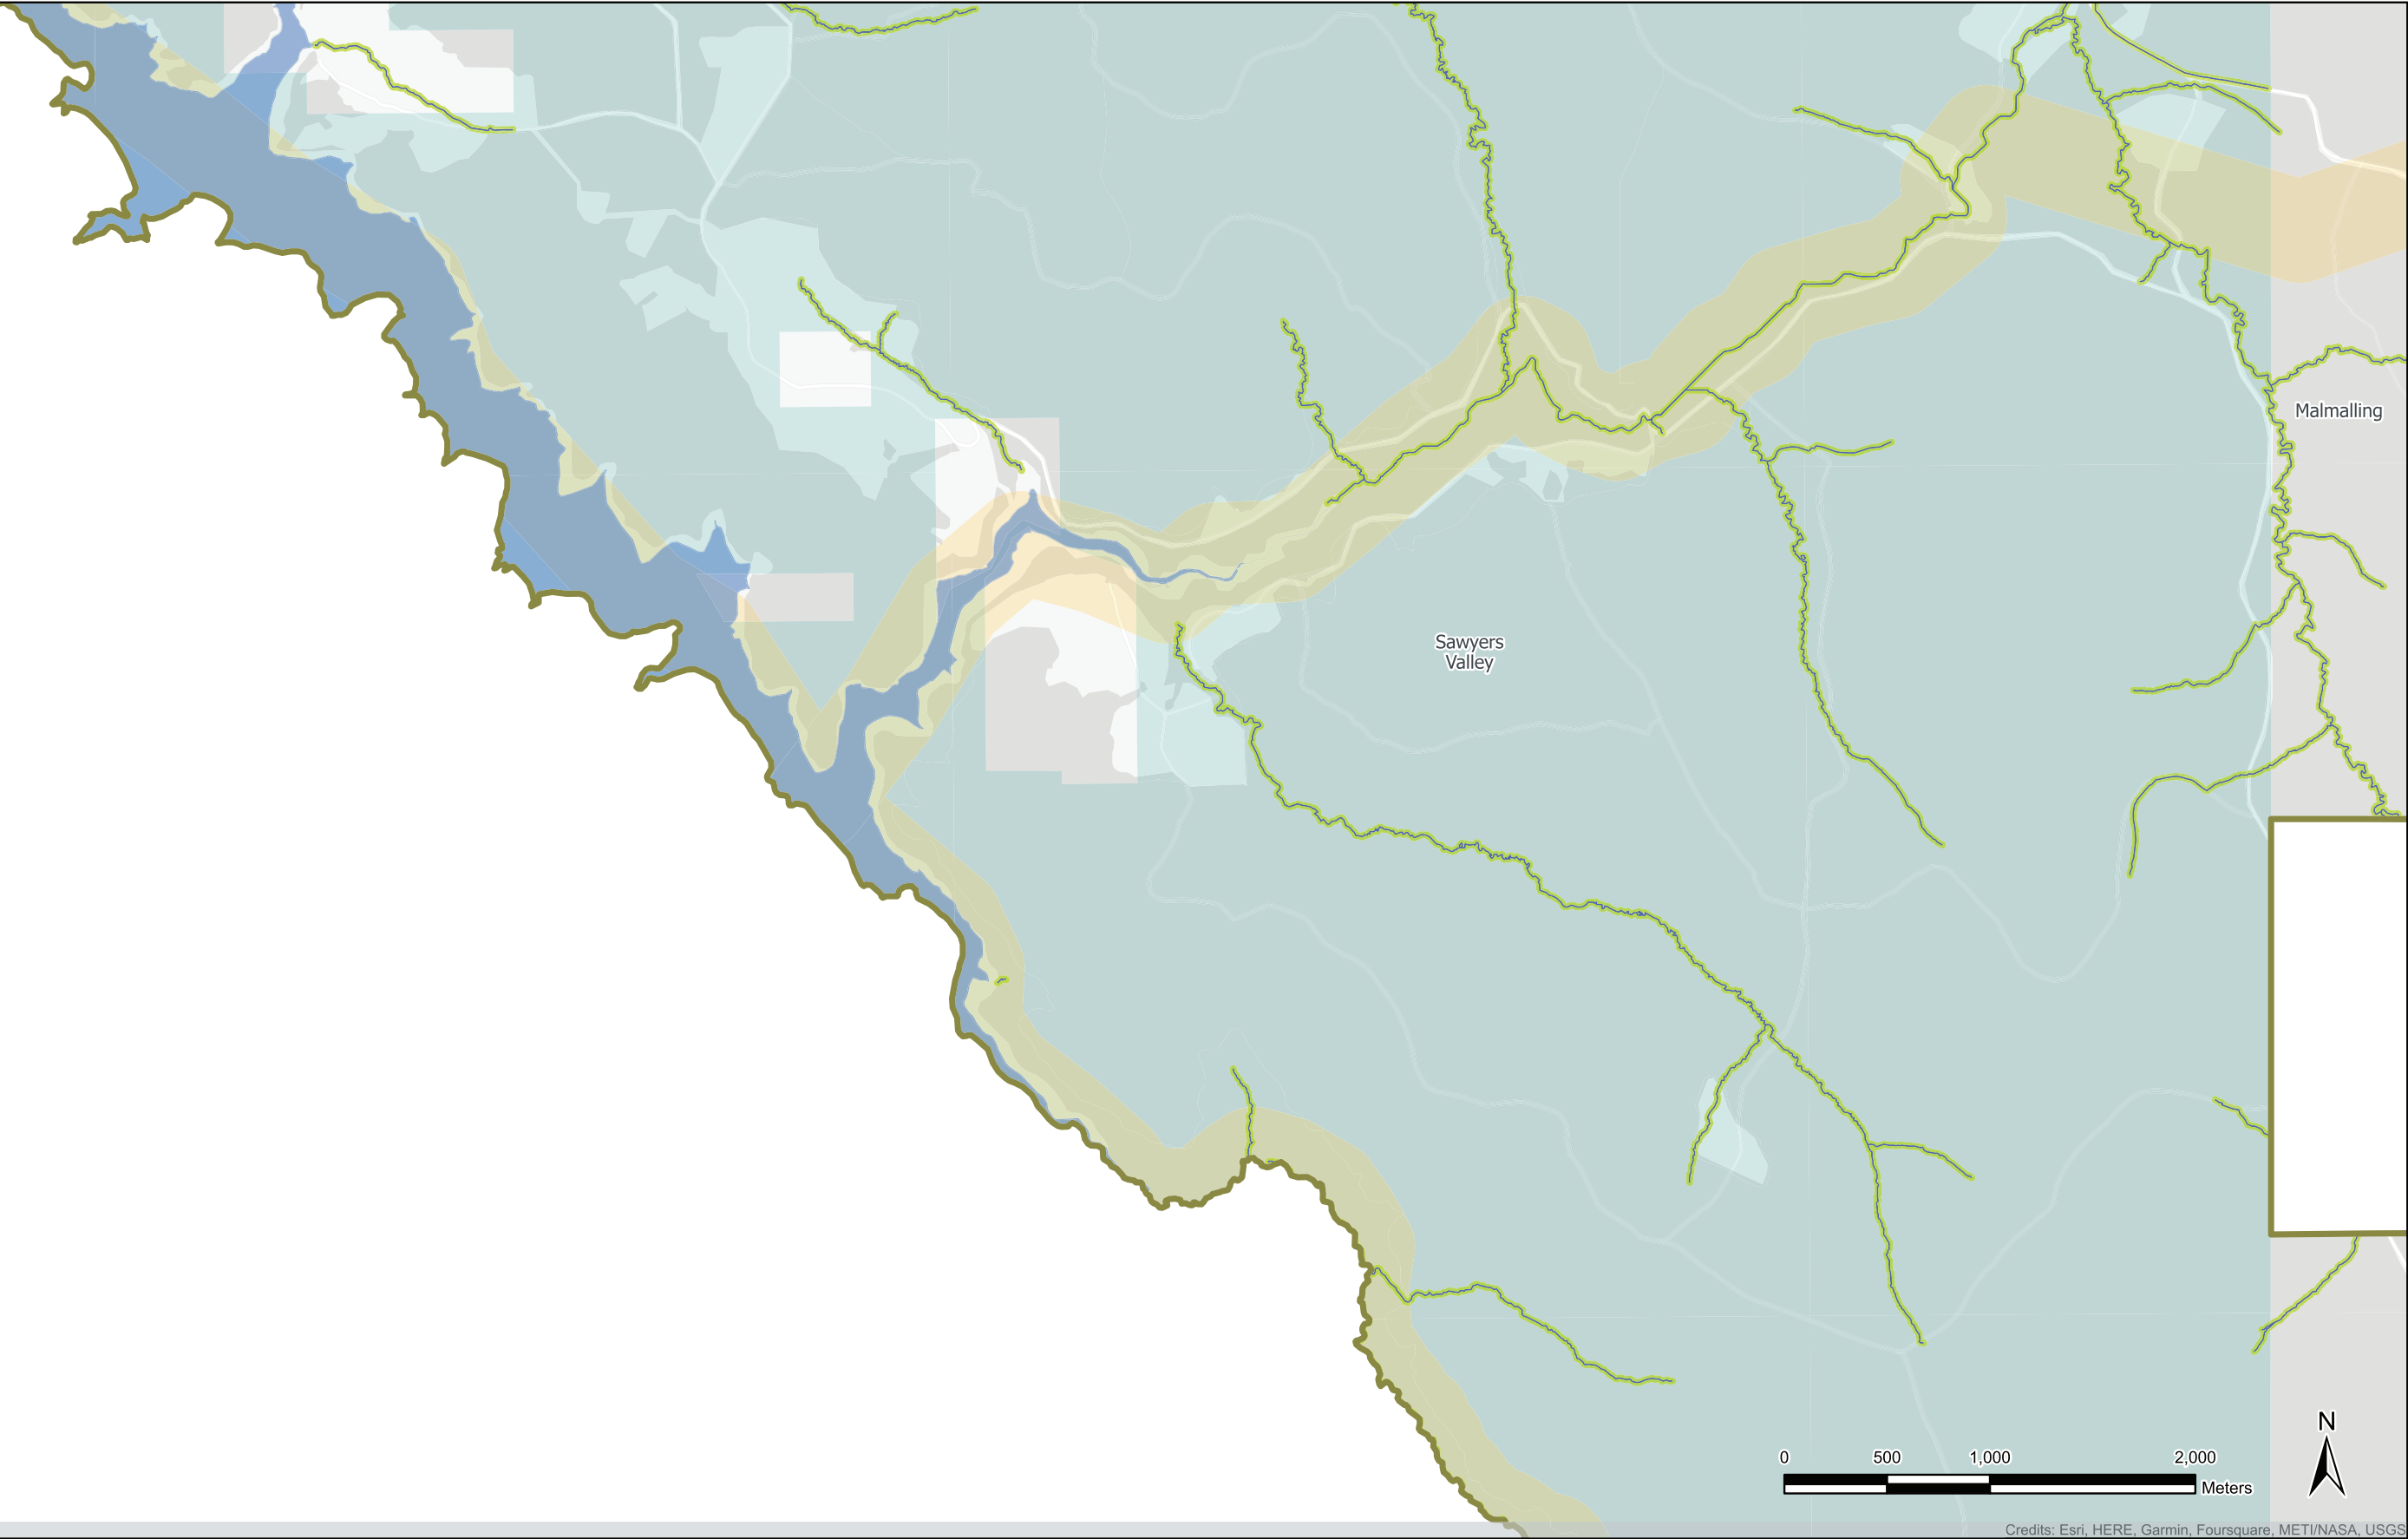 Malmalling
Sawyers
Valley
N
0 500 1,000 2,000
Meters
Credits: Esri, HERE, Garmin, Foursquare, METI/NASA, USGS